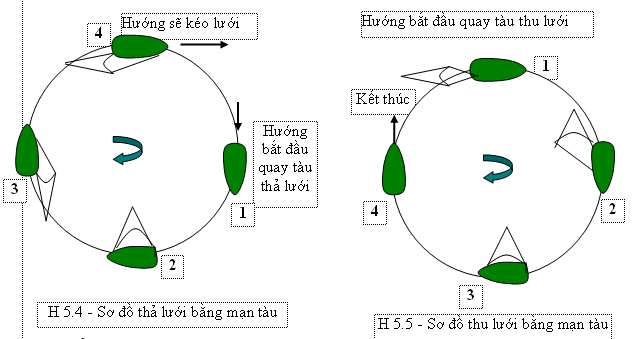 4
Hướng sẽ kéo lưới
Hướng
bắt đầu
quay tàu
thả lưới
1
3
2
H 5.4 - Sơ đồ thả lưới bằng mạn tàu
Hướng bắt đầu quay tàu thu lưới
1
Kết thúc
2
4
3
H 5.5 - Sơ đồ thu lưới bằng mạn tàu